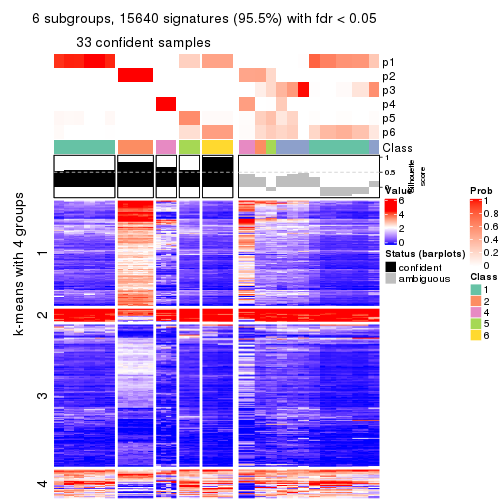 6 subgroups, 15640 signatures (95.5%) with fdr < 0.05
33 confident samples
p1
p2
p3
p4
p5
p6
Class
1
0.5
0
Silhouette
score
k-means with 4 groups
1
2
3
4
Value
6
4
2
0
Status (barplots)
confident
ambiguous
Prob
1
0.8
0.6
0.4
0.2
0
Class
1
2
4
5
6